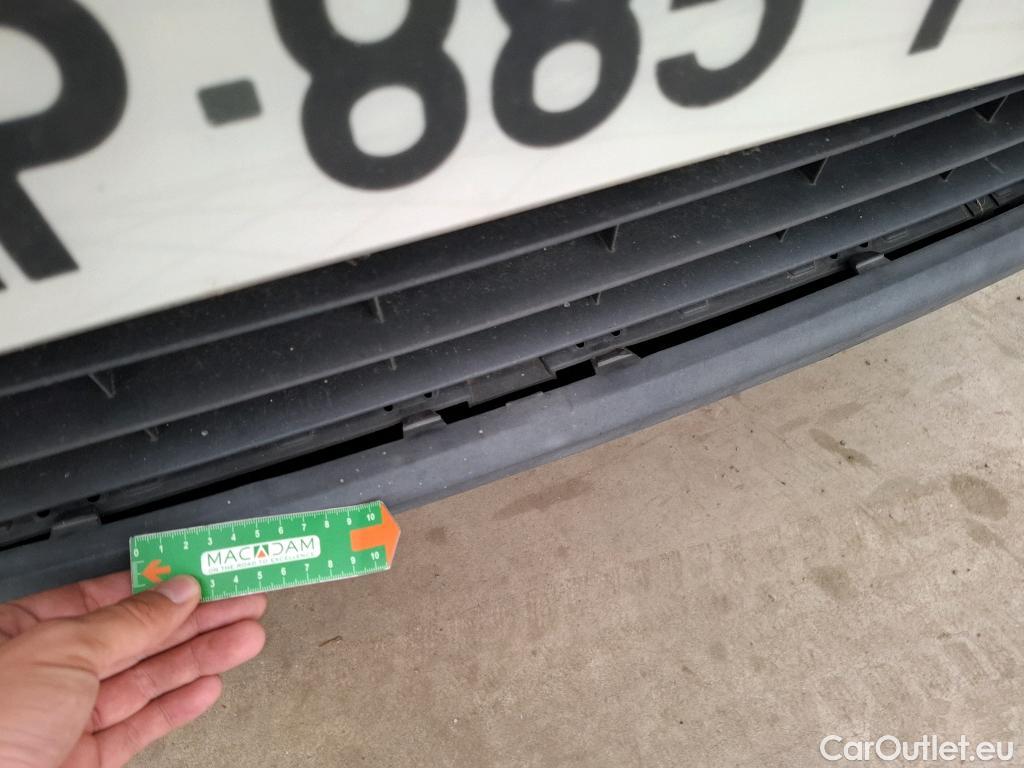 -885
0 1 2 3 4 5 6 7 8 9 10
MACADAM
ON THE ROAD TO EXCELLENCE
3 4 5 6 7 8 9 10
CarOutlet.eu